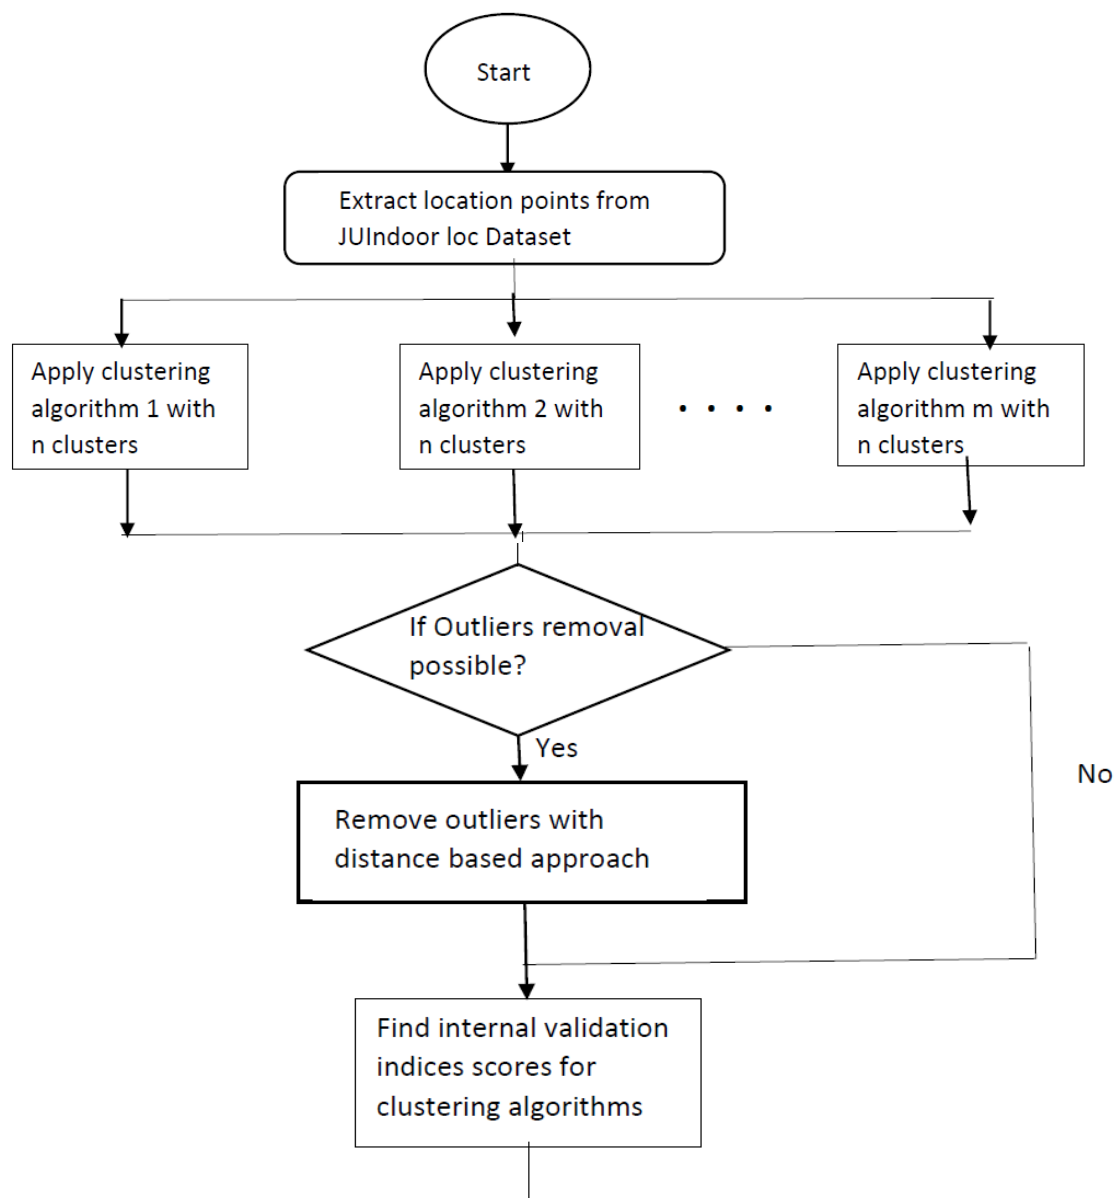 Start
Extract location points from
JUIndoor loc Dataset
Apply clustering
algorithm 1 with
n clusters
Apply clustering
algorithm 2 with
n clusters
. . . .
Apply clustering
algorithm m with
n clusters
If Outliers removal
possible?
Yes
No
Remove outliers with
distance based approach
Find internal validation
indices scores for
clustering algorithms